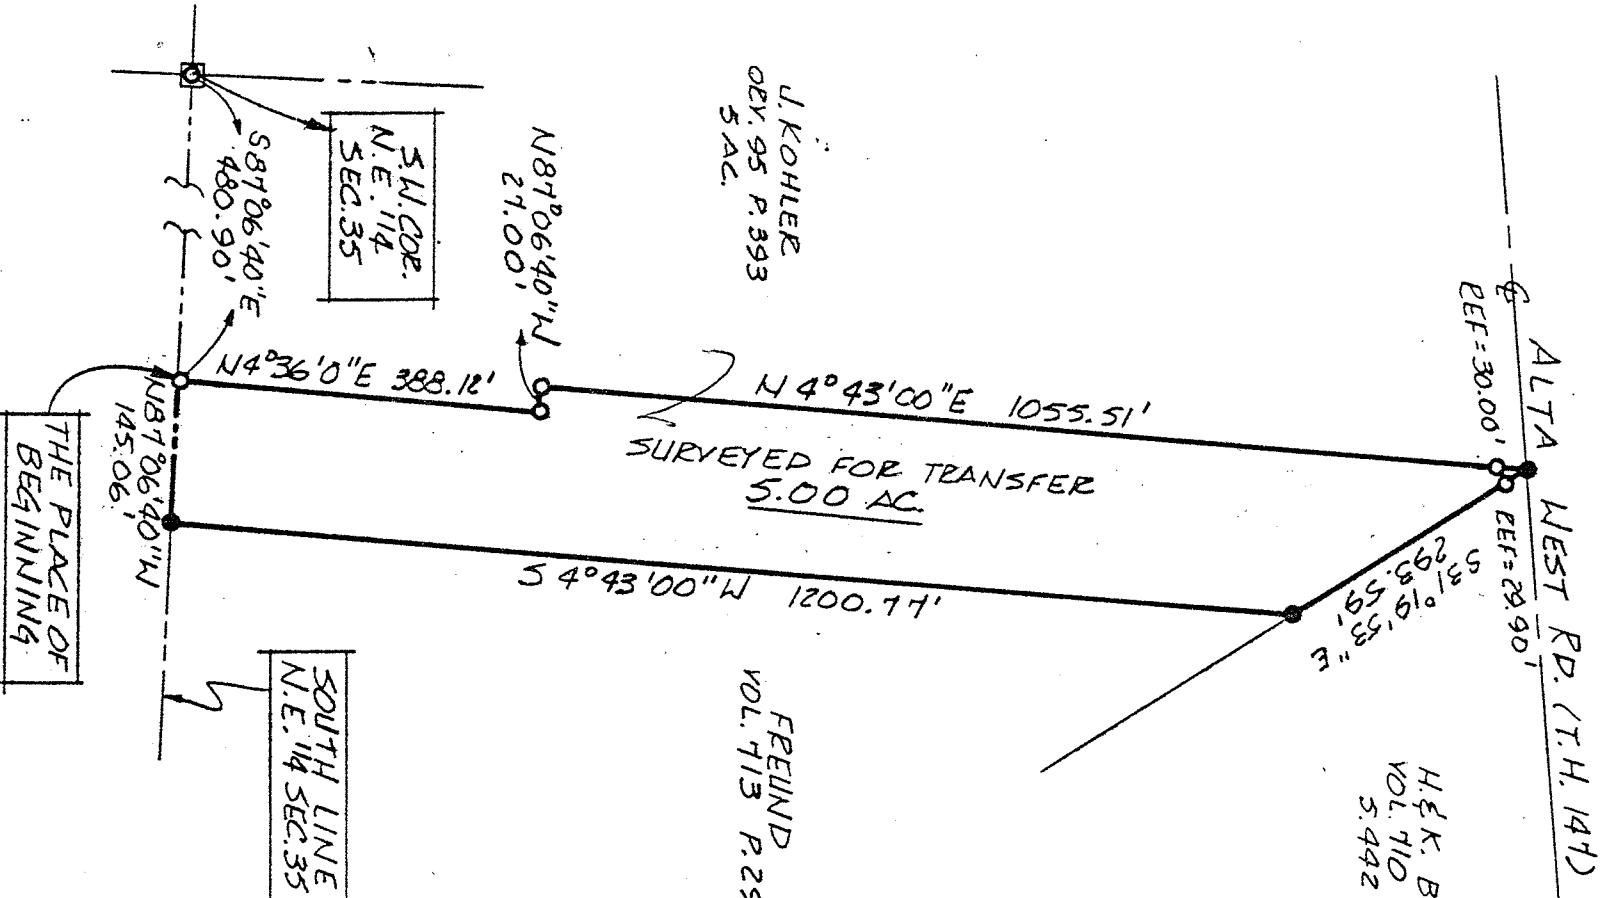 J. KOHLER
ORV. 95 P. 393
5 AC.
S.W. COR.
N.E. 1/4
SEC. 35
S87°06'40"E
480.90'
N87°06'40"W
27.00'
N4°36'0"E 388.12'
N 4°43'00"E 1055.51'
SURVEYED FOR TRANSFER
5.00 AC.
S 4°43'00"W 1200.77'
N87°06'40"W
145.06'
THE PLACE OF
BEGINNING
SOUTH LINE
N.E. 1/4 SEC. 35
FREUND
VOL. 713 P. 29
S31°19'53"E
293.59'
REF=30.00'
REF=29.90'
℄ ALTA WEST RD. (T.H. 147)
H. & K. B
VOL. 710
5.442